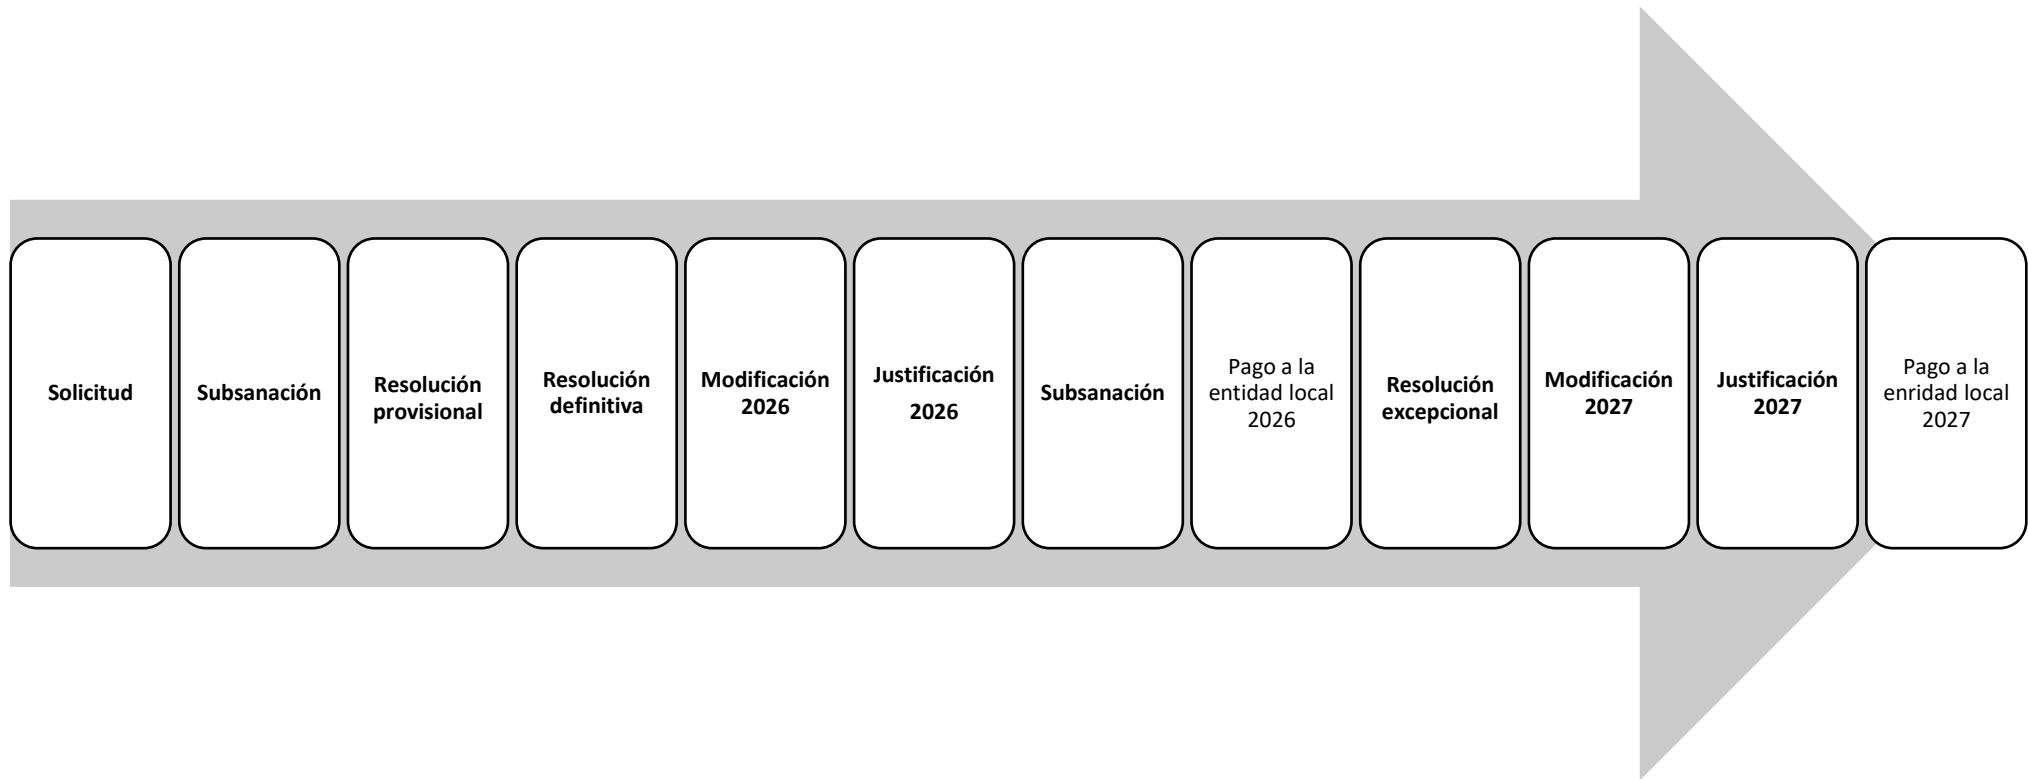 Solicitud
Subsanación
Resolución
provisional
Resolución
definitiva
Modificación
2026
Justificación
2026
Subsanación
Pago a la
entidad local
2026
Resolución
excepcional
Modificación
2027
Justificación
2027
Pago a la
enridad local
2027